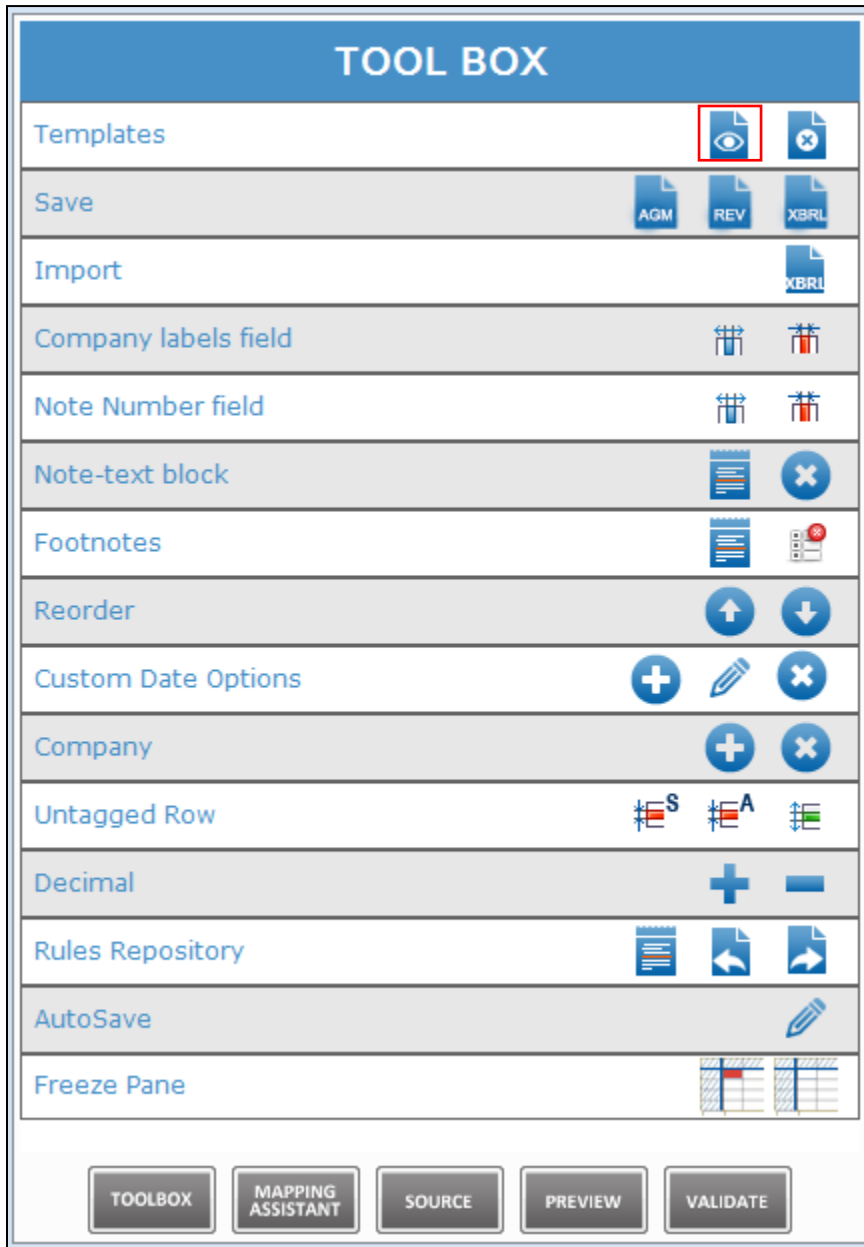 TOOL BOX
Templates
Save AGM REV XBRL
Import XBRL
Company labels field
Note Number field
Note-text block
Footnotes
Reorder
Custom Date Options
Company
Untagged Row S A
Decimal
Rules Repository
AutoSave
Freeze Pane
TOOLBOX MAPPING ASSISTANT SOURCE PREVIEW VALIDATE